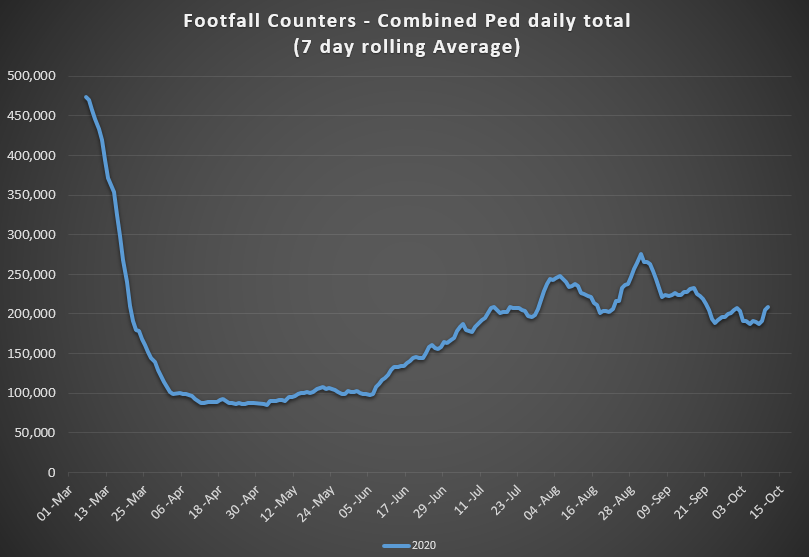 Footfall Counters - Combined Ped daily total
(7 day rolling Average)
500,000
450,000
400,000
350,000
300,000
250,000
200,000
150,000
100,000
50,000
0
01 -Mar
13 -Mar
25 -Mar
06 -Apr
18 -Apr
30 -Apr
12 -May
24 -May
05 -Jun
17 -Jun
29 -Jun
11 -Jul
23 -Jul
04 -Aug
16 -Aug
28 -Aug
09 -Sep
21 -Sep
03 -Oct
15 -Oct
2020